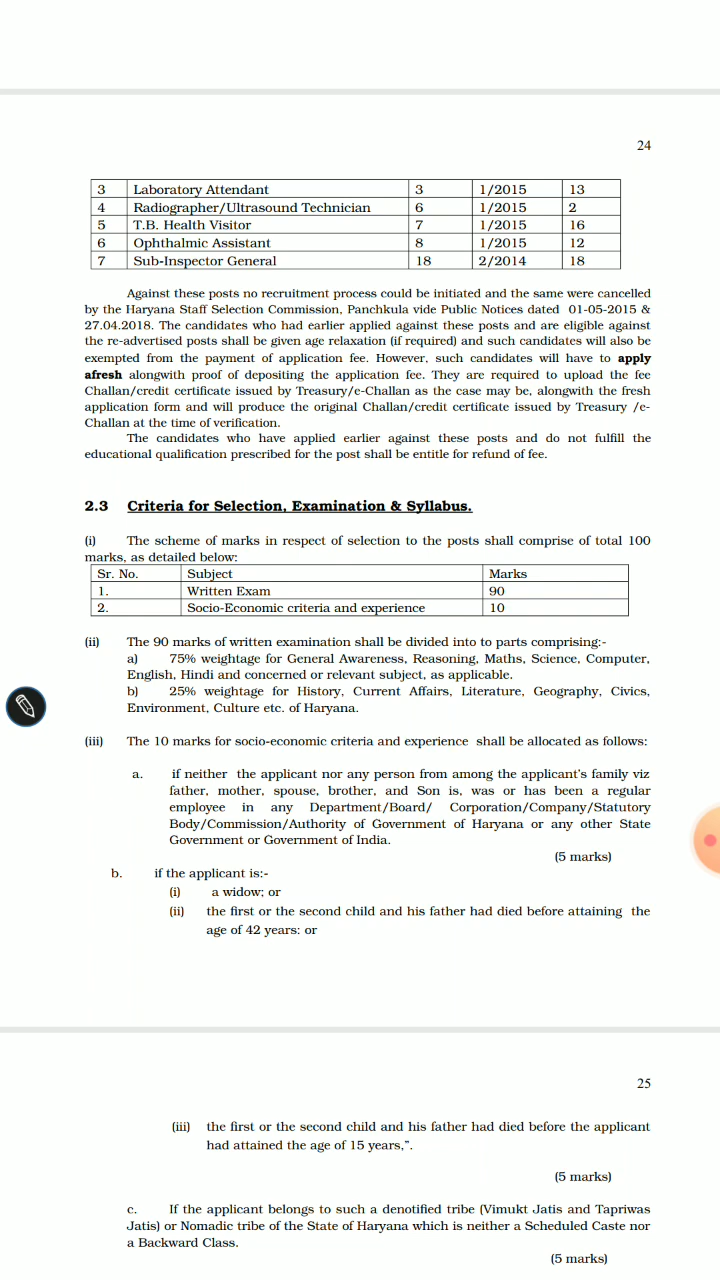 24
3 Laboratory Attendant 3 1/2015 13
4 Radiographer/Ultrasound Technician 6 1/2015 2
5 T.B. Health Visitor 7 1/2015 16
6 Ophthalmic Assistant 8 1/2015 12
7 Sub-Inspector General 18 2/2014 18
Against these posts no recruitment process could be initiated and the same were cancelled
by the Haryana Staff Selection Commission, Panchkula vide Public Notices dated 01-05-2015 &
27.04.2018. The candidates who had earlier applied against these posts and are eligible against
the re-advertised posts shall be given age relaxation (if required) and such candidates will also be
exempted from the payment of application fee. However, such candidates will have to apply
afresh alongwith proof of depositing the application fee. They are required to upload the fee
Challan/credit certificate issued by Treasury/e-Challan as the case may be, alongwith the fresh
application form and will produce the original Challan/credit certificate issued by Treasury /e-
Challan at the time of verification.
The candidates who have applied earlier against these posts and do not fulfill the
educational qualification prescribed for the post shall be entitle for refund of fee.
2.3 Criteria for Selection, Examination & Syllabus.
(i) The scheme of marks in respect of selection to the posts shall comprise of total 100
marks, as detailed below:
Sr. No. Subject Marks
1. Written Exam 90
2. Socio-Economic criteria and experience 10
(ii) The 90 marks of written examination shall be divided into to parts comprising:-
a) 75% weightage for General Awareness, Reasoning, Maths, Science, Computer,
English, Hindi and concerned or relevant subject, as applicable.
b) 25% weightage for History, Current Affairs, Literature, Geography, Civics,
Environment, Culture etc. of Haryana.
(iii) The 10 marks for socio-economic criteria and experience shall be allocated as follows:
a. if neither the applicant nor any person from among the applicant's family viz
father, mother, spouse, brother, and Son is, was or has been a regular
employee in any Department/Board/ Corporation/Company/Statutory
Body/Commission/Authority of Government of Haryana or any other State
Government or Government of India.
(5 marks)
b. if the applicant is:-
(i) a widow; or
(ii) the first or the second child and his father had died before attaining the
age of 42 years: or
25
(iii) the first or the second child and his father had died before the applicant
had attained the age of 15 years,”.
(5 marks)
c. If the applicant belongs to such a denotified tribe (Vimukt Jatis and Tapriwas
Jatis) or Nomadic tribe of the State of Haryana which is neither a Scheduled Caste nor
a Backward Class.
(5 marks)